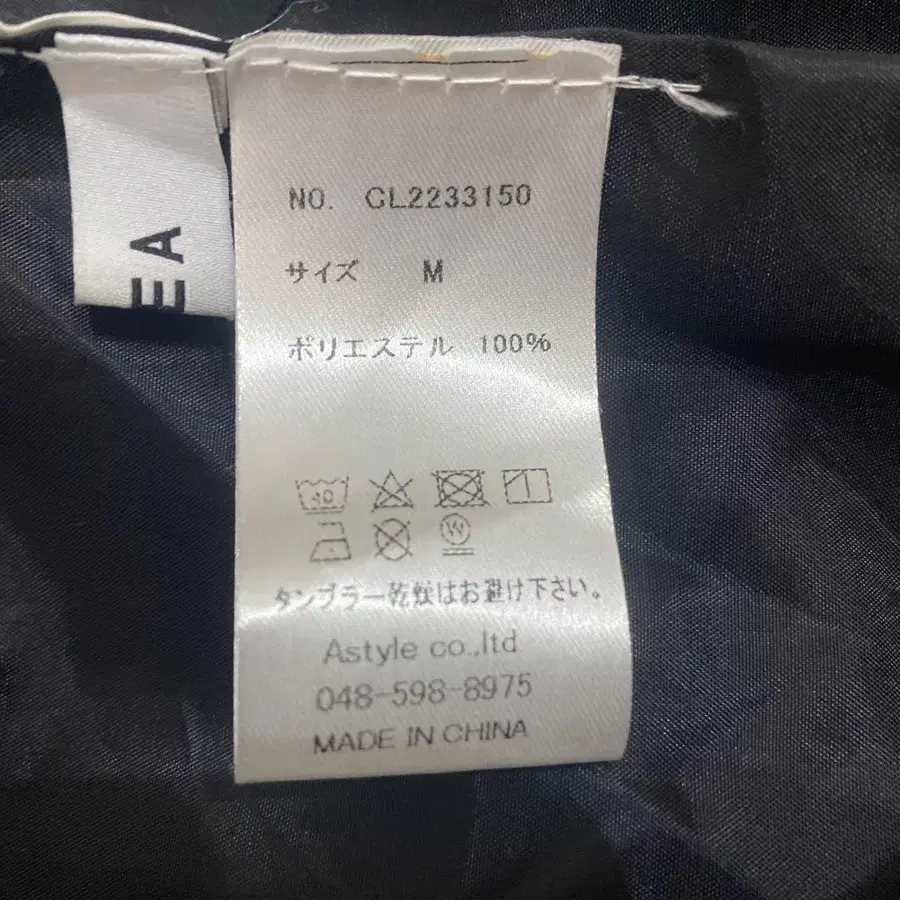 EA
NO. CL2233150
サイズ M
ポリエステル 100%
40
W
タンブラー乾燥はお避け下さい。
Astyle co.,ltd
048-598-8975
MADE IN CHINA